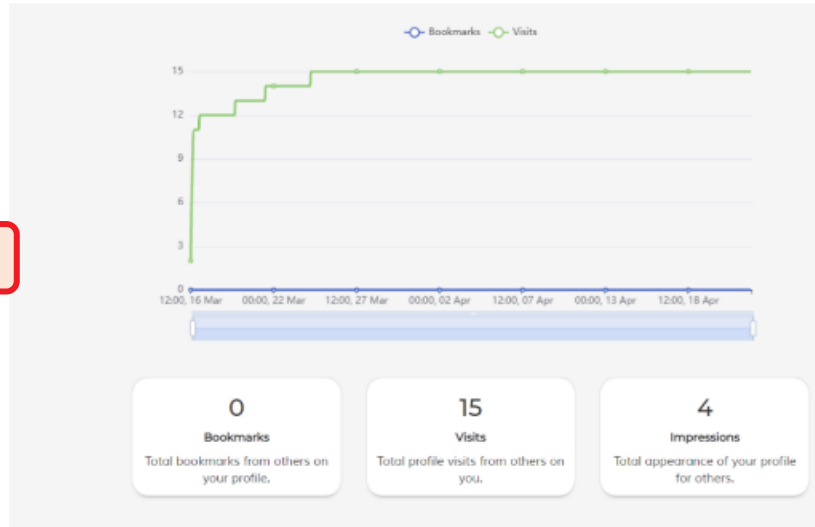 Bookmarks Visits
15
12
9
6
3
0
12:00, 16 Mar 00:00, 22 Mar 12:00, 27 Mar 00:00, 02 Apr 12:00, 07 Apr 00:00, 13 Apr 12:00, 18 Apr
0
Bookmarks
Total bookmarks from others on
your profile.
15
Visits
Total profile visits from others on
you.
4
Impressions
Total appearance of your profile
for others.